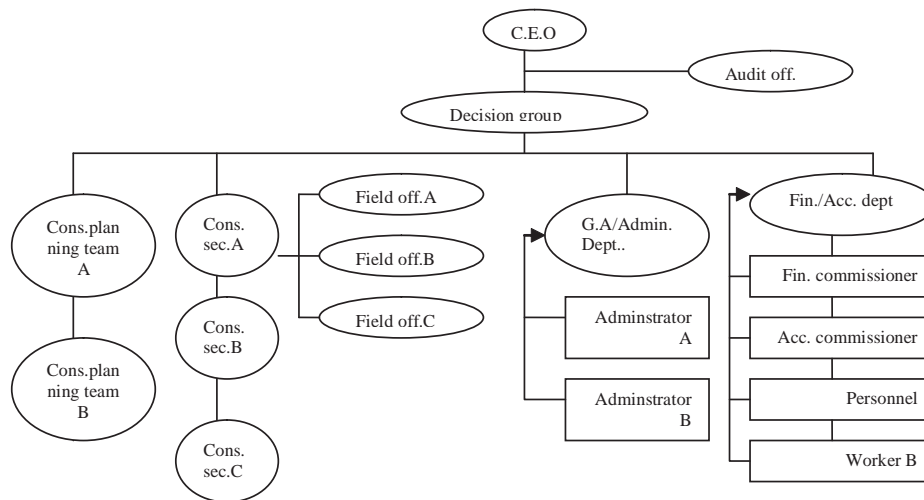 C.E.O
Audit off.
Decision group
Cons.plan
ning team
A
Cons.
sec.A
Field off.A
Field off.B
Field off.C
G.A/Admin.
Dept..
Fin./Acc. dept
Fin. commissioner
Acc. commissioner
Personnel
Worker B
Adminstrator
A
Adminstrator
B
Cons.plan
ning team
B
Cons.
sec.B
Cons.
sec.C